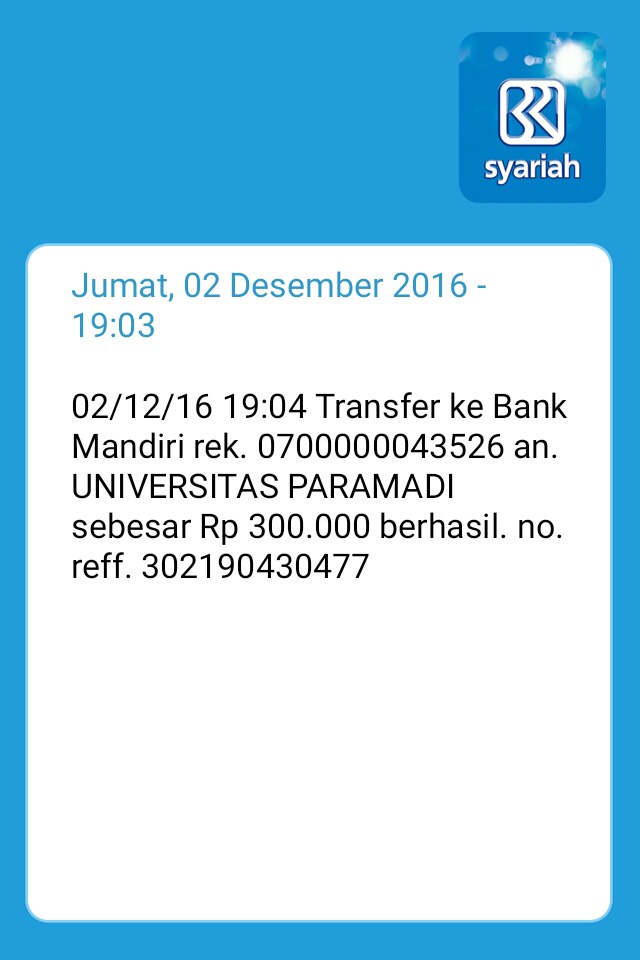 syariah
Jumat, 02 Desember 2016 -
19:03
02/12/16 19:04 Transfer ke Bank
Mandiri rek. 0700000043526 an.
UNIVERSITAS PARAMADI
sebesar Rp 300.000 berhasil. no.
reff. 302190430477